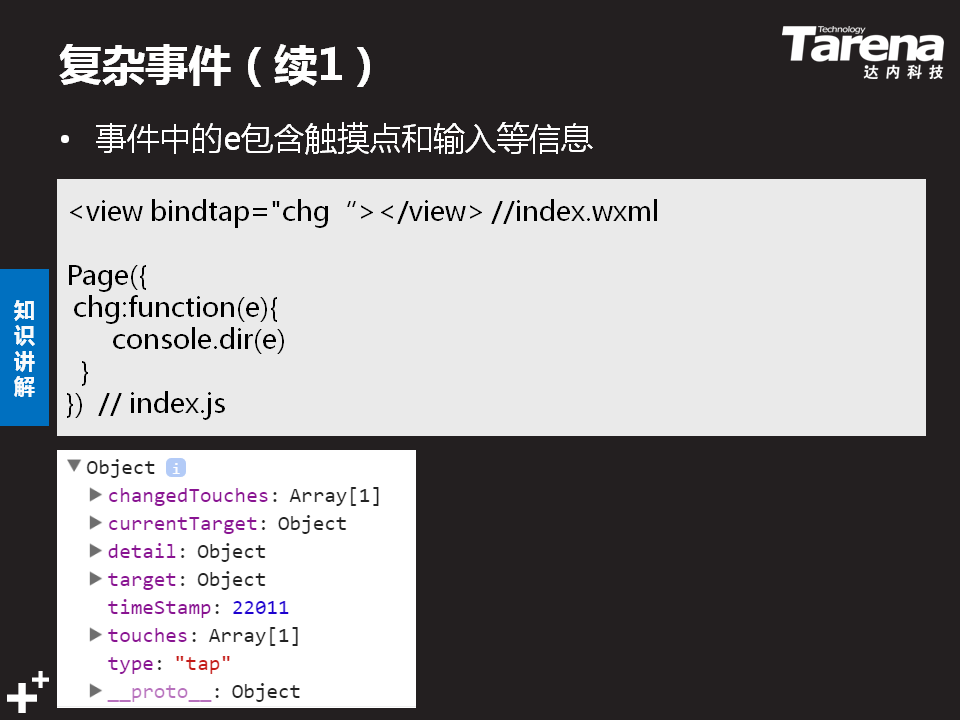 复杂事件（续1）
Technology
Tarena
达内科技
• 事件中的e包含触摸点和输入等信息
<view bindtap="chg “></view> //index.wxml
Page({
chg:function(e){
console.dir(e)
}
}) // index.js
知识讲解
▼Object i
▶changedTouches: Array[1]
▶currentTarget: Object
▶detail: Object
▶target: Object
timeStamp: 22011
▶touches: Array[1]
type: "tap"
▶__proto__: Object